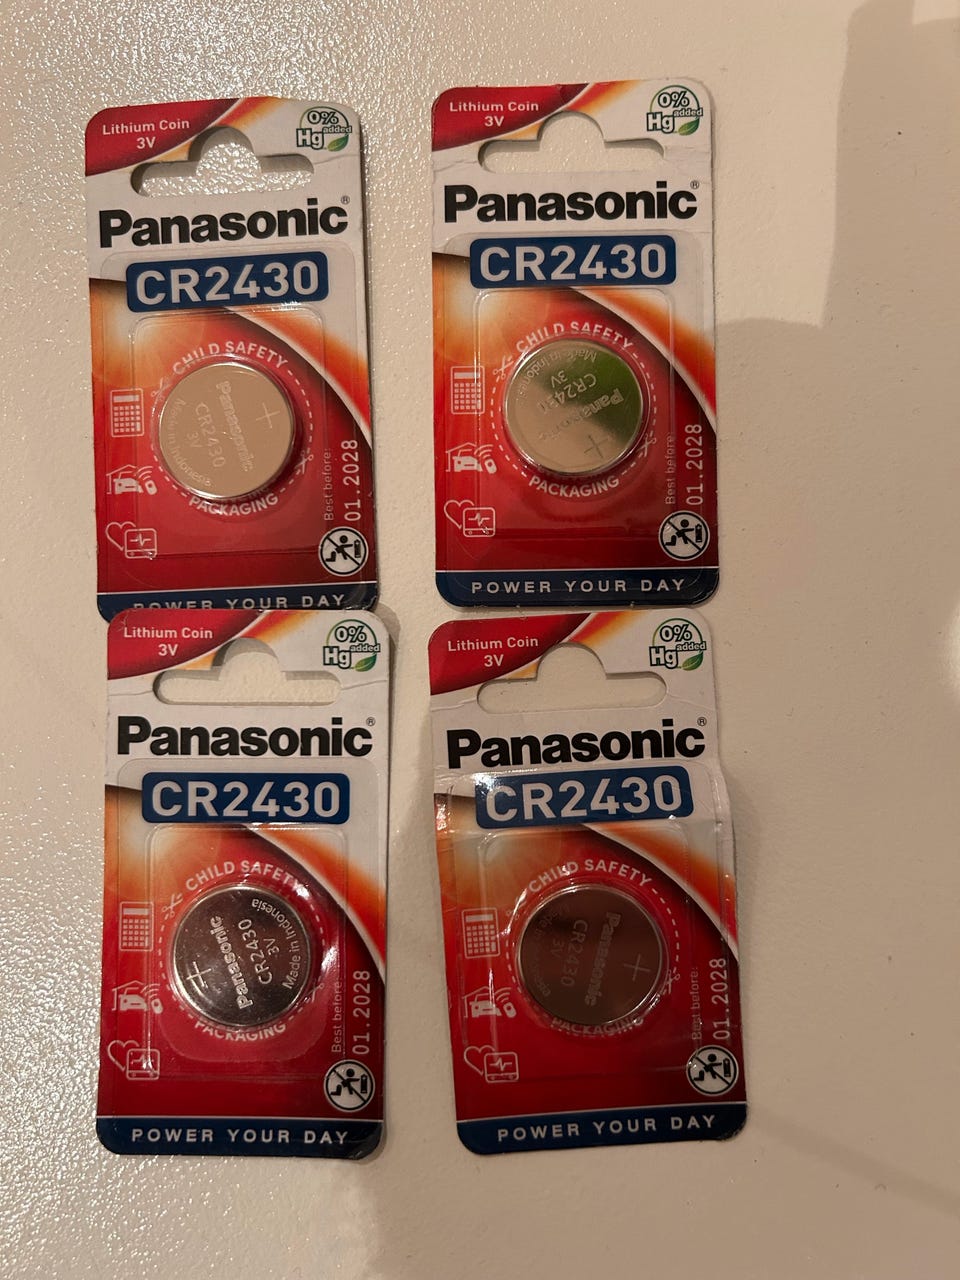 Lithium Coin
3V
0%
Hg added
Panasonic®
CR2430
CHILD SAFETY
Panasonic
CR2430
3V
Made in Indonesia
PACKAGING
Best before:
01.2028
POWER YOUR DAY
Lithium Coin
3V
0%
Hg added
Panasonic®
CR2430
CHILD SAFETY
Made in Indones
3V
CR243
Panasonic
PACKAGING
Best before:
01.2028
POWER YOUR DAY
Lithium Coin
3V
0%
Hg added
Panasonic®
CR2430
CHILD SAFETY
Panasonic
CR2430
3V
Made in Indonesia
PACKAGING
Best before:
01.2028
POWER YOUR DAY
Lithium Coin
3V
0%
Hg added
Panasonic®
CR2430
CHILD SAFETY
Panasonic
CR2430
3V
PACKAGING
Best before:
01.2028
POWER YOUR DAY